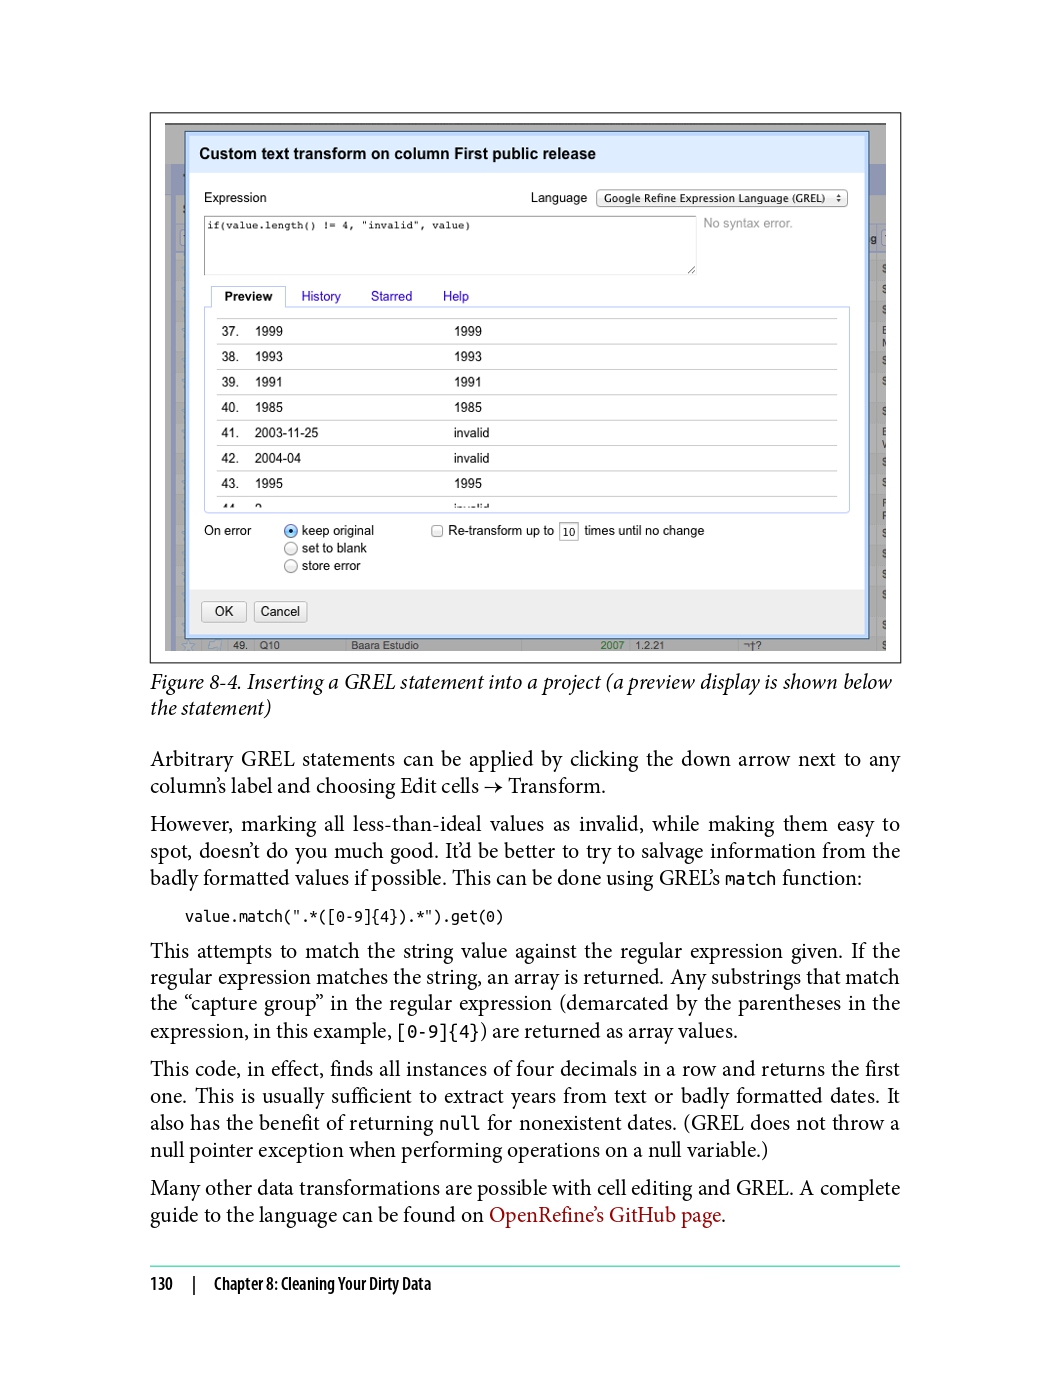 Custom text transform on column First public release
Expression
Language Google Refine Expression Language (GREL)
if(value.length() != 4, "invalid", value)
No syntax error.
Preview History Starred Help
37. 1999 1999
38. 1993 1993
39. 1991 1991
40. 1985 1985
41. 2003-11-25 invalid
42. 2004-04 invalid
43. 1995 1995
On error
keep original
Re-transform up to 10 times until no change
set to blank
store error
OK Cancel
49. Q10 Baara Estudio 2007 1.2.21
Figure 8-4. Inserting a GREL statement into a project (a preview display is shown below
the statement)
Arbitrary GREL statements can be applied by clicking the down arrow next to any
column’s label and choosing Edit cells → Transform.
However, marking all less-than-ideal values as invalid, while making them easy to
spot, doesn’t do you much good. It’d be better to try to salvage information from the
badly formatted values if possible. This can be done using GREL’s match function:
value.match(".*([0-9]{4}).*").get(0)
This attempts to match the string value against the regular expression given. If the
regular expression matches the string, an array is returned. Any substrings that match
the “capture group” in the regular expression (demarcated by the parentheses in the
expression, in this example, [0-9]{4}) are returned as array values.
This code, in effect, finds all instances of four decimals in a row and returns the first
one. This is usually sufficient to extract years from text or badly formatted dates. It
also has the benefit of returning null for nonexistent dates. (GREL does not throw a
null pointer exception when performing operations on a null variable.)
Many other data transformations are possible with cell editing and GREL. A complete
guide to the language can be found on OpenRefine’s GitHub page.
130 | Chapter 8: Cleaning Your Dirty Data